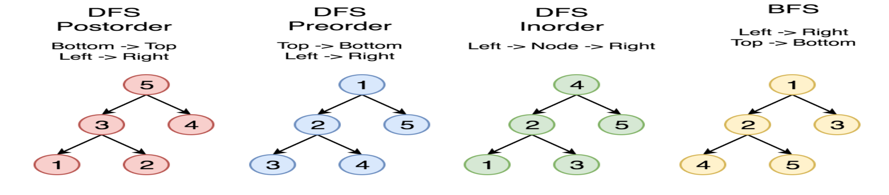 DFS
Postorder
Bottom -> Top
Left -> Right
5
3
4
1
2
DFS
Preorder
Top -> Bottom
Left -> Right
1
2
5
3
4
DFS
Inorder
Left -> Node -> Right
4
2
5
1
3
BFS
Left -> Right
Top -> Bottom
1
2
3
4
5